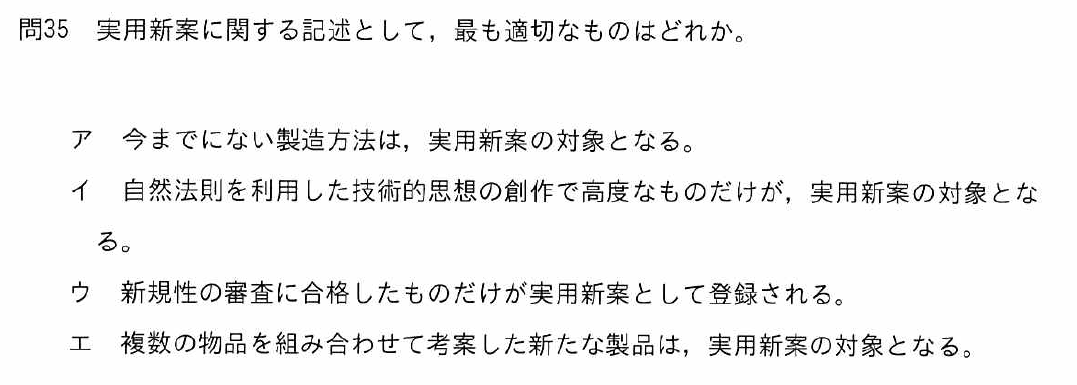 問35　実用新案に関する記述として，最も適切なものはどれか。
ア　今までにない製造方法は，実用新案の対象となる。
イ　自然法則を利用した技術的思想の創作で高度なものだけが，実用新案の対象とな
る。
ウ　新規性の審査に合格したものだけが実用新案として登録される。
エ　複数の物品を組み合わせて考案した新たな製品は，実用新案の対象となる。